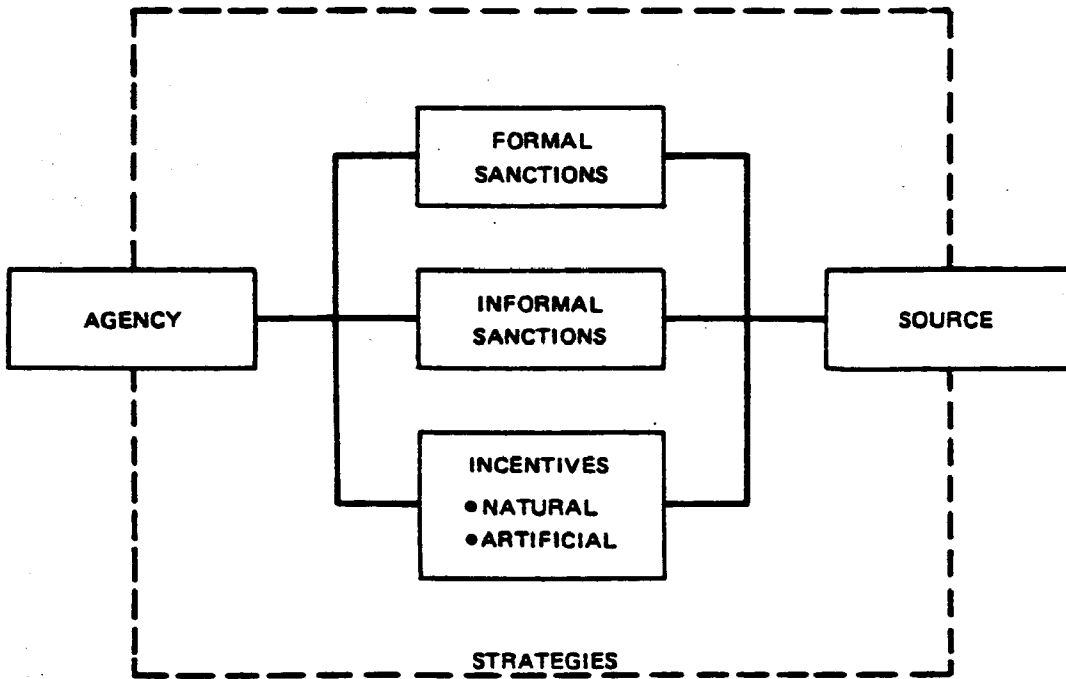 FORMAL
SANCTIONS
AGENCY
INFORMAL
SANCTIONS
SOURCE
INCENTIVES
●NATURAL
●ARTIFICIAL
STRATEGIES